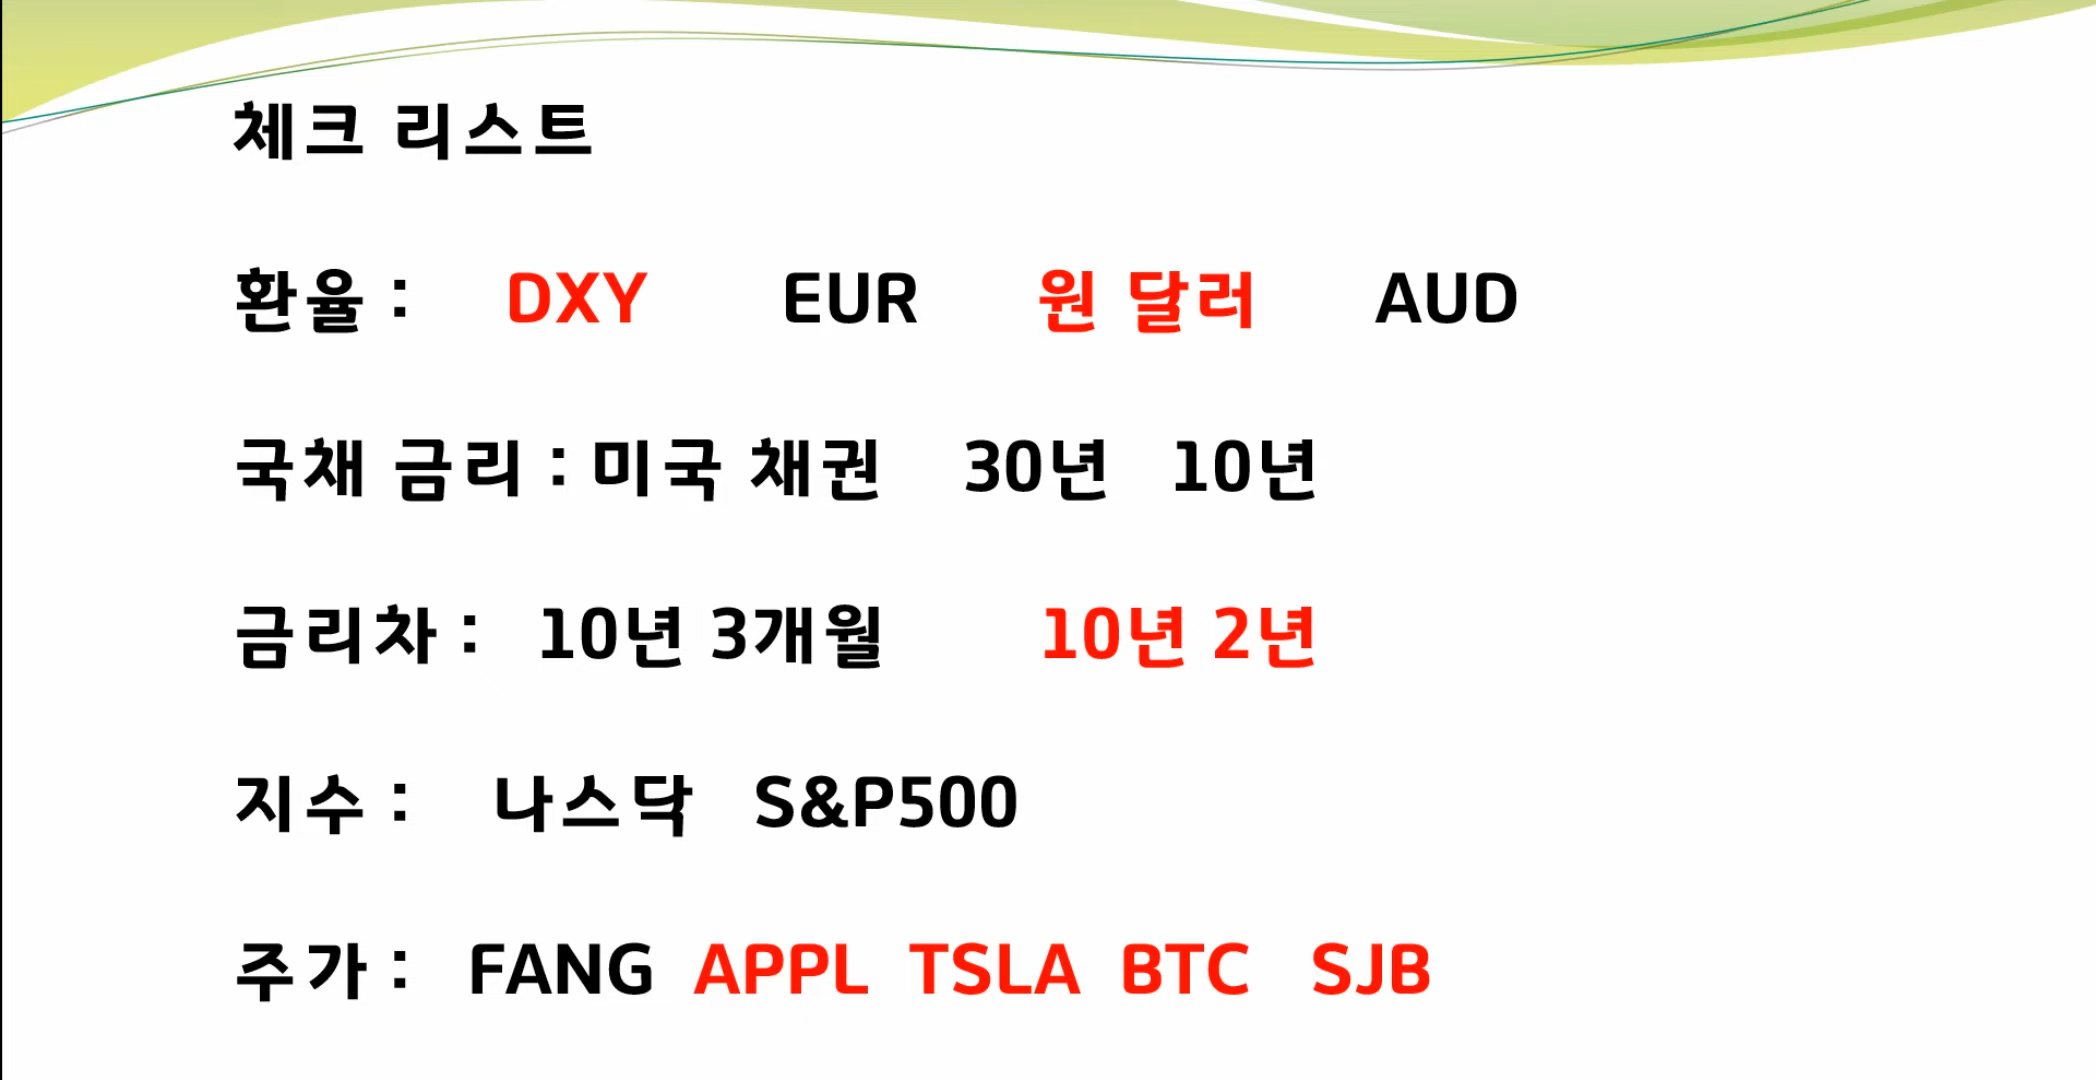 체크 리스트
환율 : DXY EUR 원 달러 AUD
국채 금리 : 미국 채권 30년 10년
금리차 : 10년 3개월 10년 2년
지수 : 나스닥 S&P500
주가 : FANG APPL TSLA BTC SJB